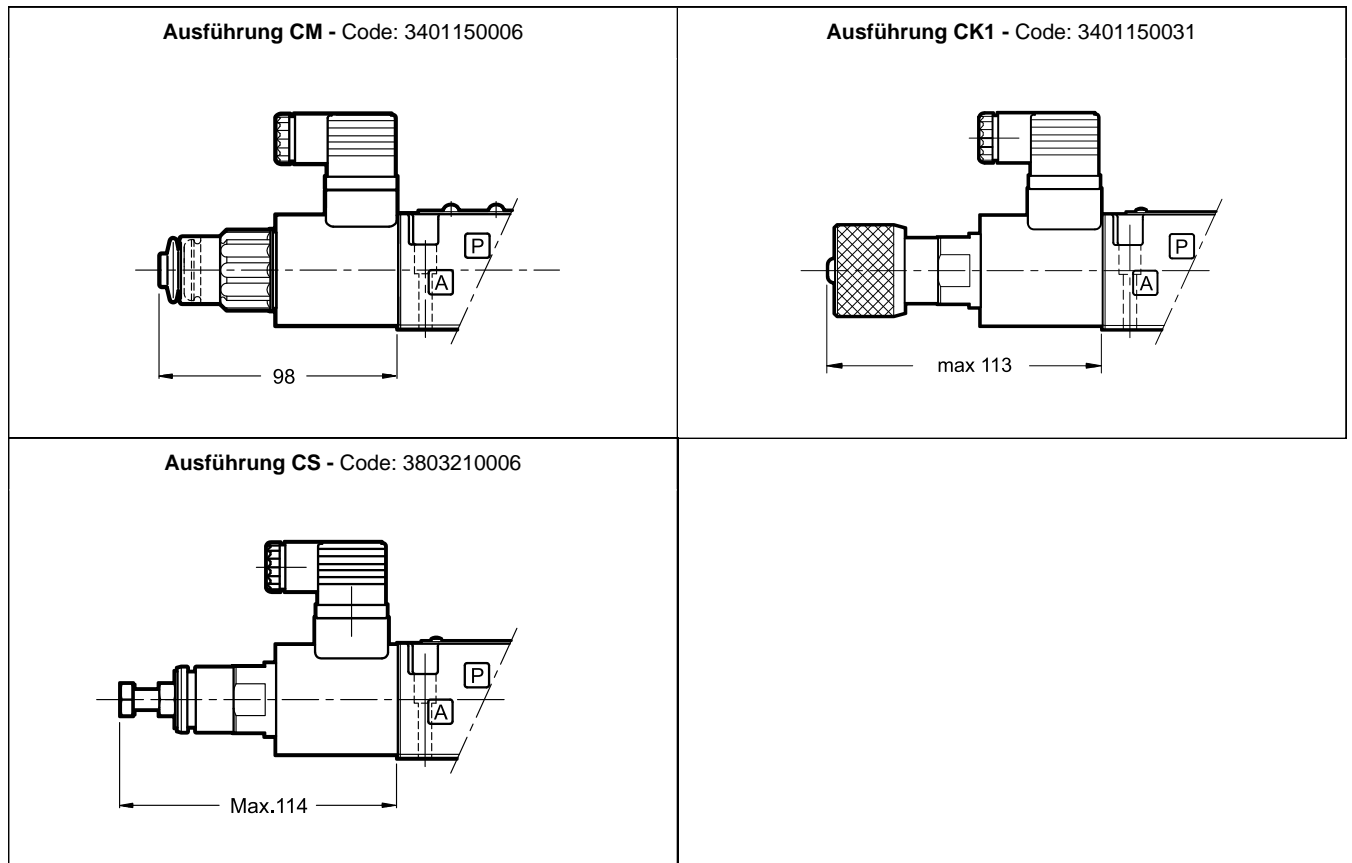 Ausführung CM - Code: 3401150006
P
A
98
Ausführung CK1 - Code: 3401150031
P
A
max 113
Ausführung CS - Code: 3803210006
P
A
Max.114